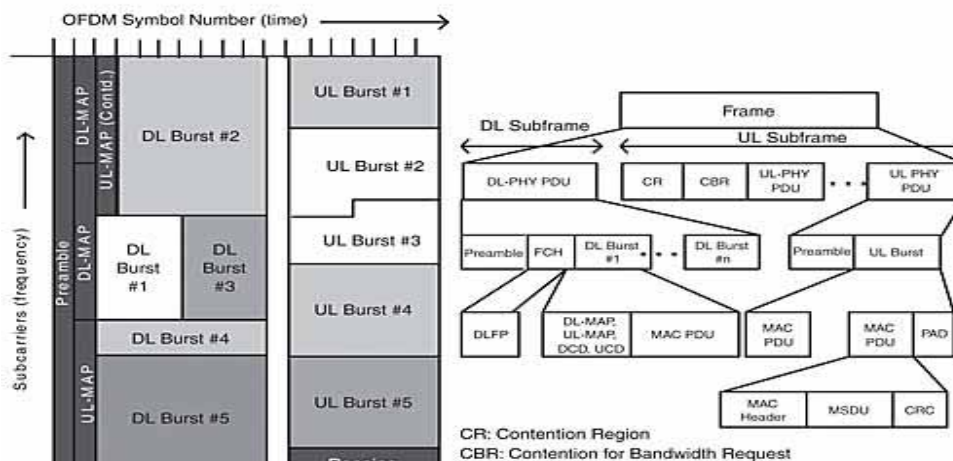 OFDM Symbol Number (time)
Subcarriers (frequency)
Preamble
DL-MAP
DL-MAP
UL-MAP
UL-MAP (Contd.)
DL Burst #2
DL
Burst
#1
DL
Burst
#3
DL Burst #4
DL Burst #5
UL Burst #1
UL Burst #2
UL Burst #3
UL Burst #4
UL Burst #5
Frame
DL Subframe
UL Subframe
DL-PHY PDU
CR
CBR
UL-PHY
PDU
UL PHY
PDU
Preamble
FCH
DL Burst
#1
DL Burst
#n
Preamble
UL Burst
DLFP
DL-MAP,
UL-MAP,
DCD, UCD
MAC PDU
MAC
PDU
MAC
PDU
PAD
MAC
Header
MSDU
CRC
CR: Contention Region
CBR: Contention for Bandwidth Request